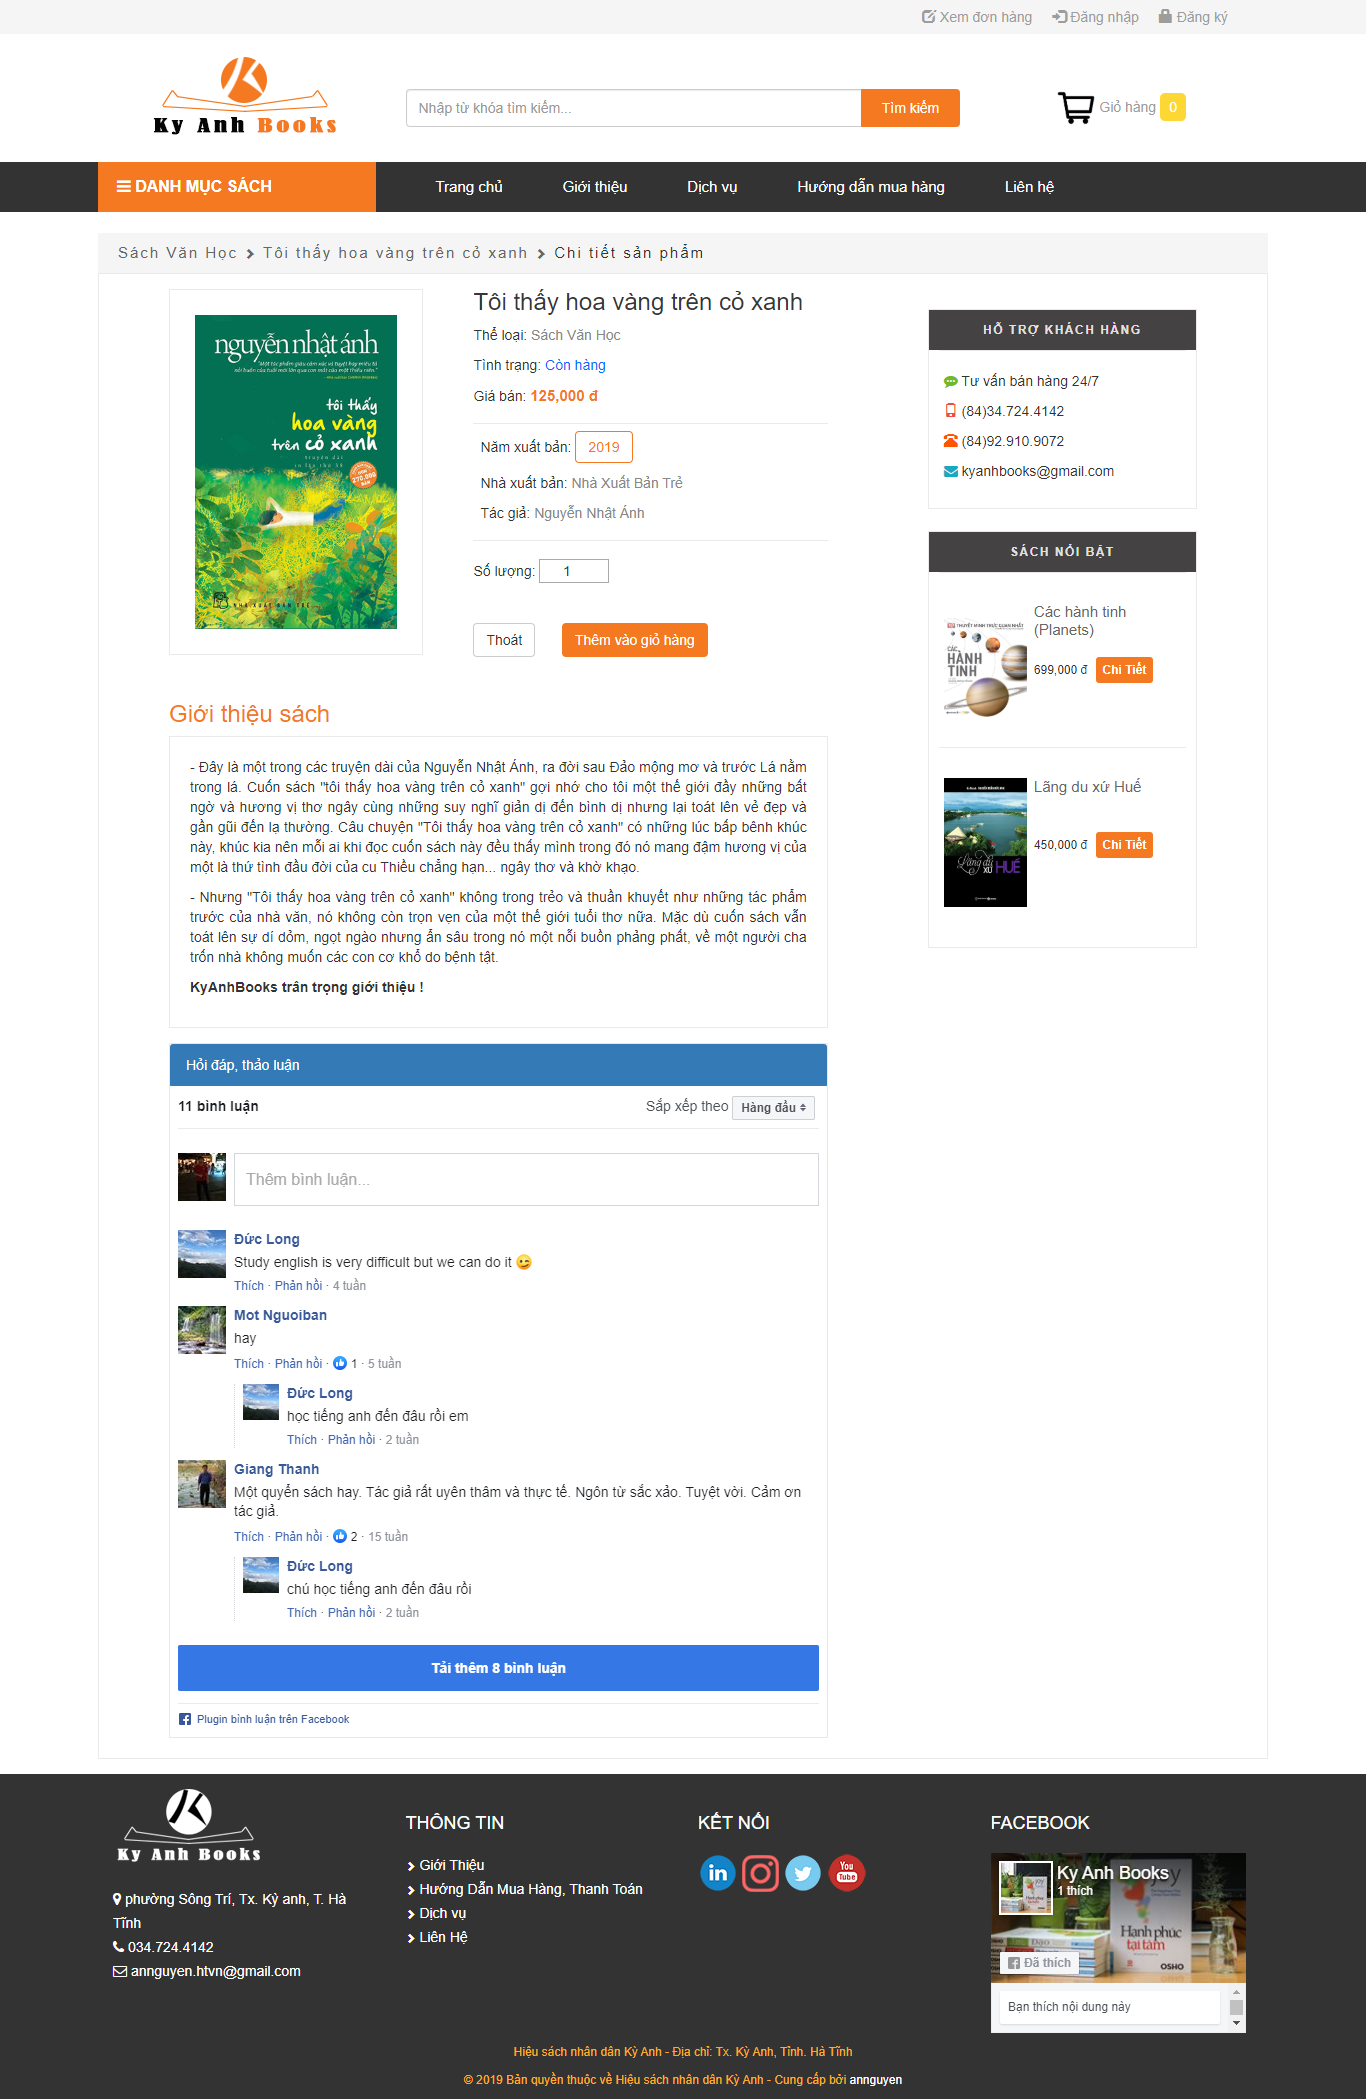 Xem đơn hàng Đăng nhập Đăng ký
Ky Anh Books
Nhập từ khóa tìm kiếm... Tìm kiếm
Giỏ hàng 0
DANH MỤC SÁCH Trang chủ Giới thiệu Dịch vụ Hướng dẫn mua hàng Liên hệ
Sách Văn Học Tôi thấy hoa vàng trên cỏ xanh Chi tiết sản phẩm
nguyễn nhật ánh
tôi thấy
hoa vàng
trên cỏ xanh
truyện dài
Tôi thấy hoa vàng trên cỏ xanh
Thể loại: Sách Văn Học
Tình trạng: Còn hàng
Giá bán: 125,000 đ
Năm xuất bản: 2019
Nhà xuất bản: Nhà Xuất Bản Trẻ
Tác giả: Nguyễn Nhật Ánh
Số lượng: 1
Thoát Thêm vào giỏ hàng
HỖ TRỢ KHÁCH HÀNG
Tư vấn bán hàng 24/7
(84)34.724.4142
(84)92.910.9072
kyanhbooks@gmail.com
SÁCH NỔI BẬT
CÁC
HÀNH
TINH
Các hành tinh
(Planets)
699,000 đ Chi Tiết
Lãng du
XỨ HUẾ
Lãng du xứ Huế
450,000 đ Chi Tiết
Giới thiệu sách
- Đây là một trong các truyện dài của Nguyễn Nhật Ánh, ra đời sau Đảo mộng mơ và trước Lá nằm
trong lá. Cuốn sách "tôi thấy hoa vàng trên cỏ xanh" gợi nhớ cho tôi một thế giới đầy những bất
ngờ và hương vị thơ ngây cùng những suy nghĩ giản dị đến bình dị nhưng lại toát lên vẻ đẹp và
gần gũi đến lạ thường. Câu chuyện "Tôi thấy hoa vàng trên cỏ xanh" có những lúc bấp bênh khúc
này, khúc kia nên mỗi ai khi đọc cuốn sách này đều thấy mình trong đó nó mang đậm hương vị của
một là thứ tình đầu đời của cu Thiều chẳng hạn... ngây thơ và khờ khạo.
- Nhưng "Tôi thấy hoa vàng trên cỏ xanh" không trong trẻo và thuần khuyết như những tác phẩm
trước của nhà văn, nó không còn trọn vẹn của một thế giới tuổi thơ nữa. Mặc dù cuốn sách vẫn
toát lên sự dí dỏm, ngọt ngào nhưng ẩn sâu trong nó một nỗi buồn phảng phất, về một người cha
trốn nhà không muốn các con cơ khổ do bệnh tật.
KyAnhBooks trân trọng giới thiệu !
Hỏi đáp, thảo luận
11 bình luận Sắp xếp theo Hàng đầu
Thêm bình luận...
Đức Long
Study english is very difficult but we can do it 😉
Thích · Phản hồi · 4 tuần
Mot Nguoiban
hay
Thích · Phản hồi · 1 · 5 tuần
Đức Long
học tiếng anh đến đâu rồi em
Thích · Phản hồi · 2 tuần
Giang Thanh
Một quyển sách hay. Tác giả rất uyên thâm và thực tế. Ngôn từ sắc xảo. Tuyệt vời. Cảm ơn
tác giả.
Thích · Phản hồi · 2 · 15 tuần
Đức Long
chú học tiếng anh đến đâu rồi
Thích · Phản hồi · 2 tuần
Tải thêm 8 bình luận
Plugin bình luận trên Facebook
Ky Anh Books
phường Sông Trí, Tx. Kỳ anh, T. Hà
Tĩnh
034.724.4142
annguyen.htvn@gmail.com
THÔNG TIN
Giới Thiệu
Hướng Dẫn Mua Hàng, Thanh Toán
Dịch vụ
Liên Hệ
KẾT NỐI
in
You
Tube
FACEBOOK
Ky Anh Books
1 thích
joy
Hạnh phúc
tại tâm
OSHO
Đã thích
Bạn thích nội dung này
Hiệu sách nhân dân Kỳ Anh - Địa chỉ: Tx. Kỳ Anh, Tỉnh. Hà Tĩnh
© 2019 Bản quyền thuộc về Hiệu sách nhân dân Kỳ Anh - Cung cấp bởi annguyen